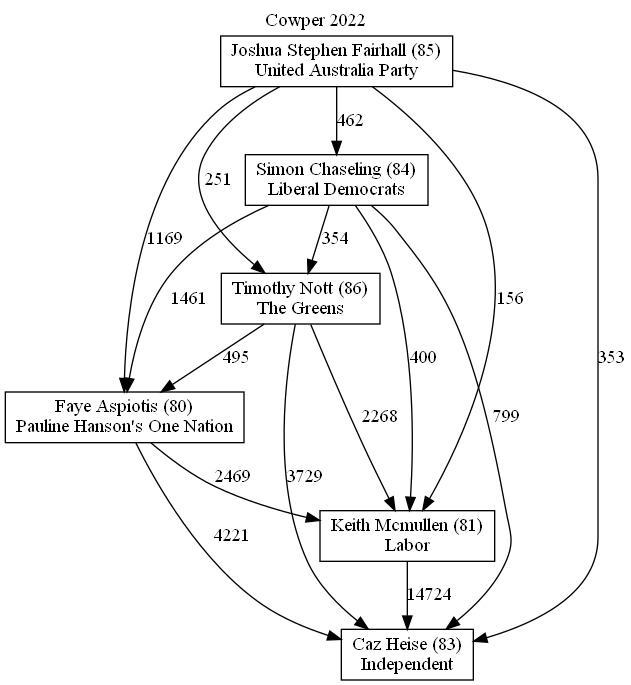 Cowper 2022
Joshua Stephen Fairhall (85)
United Australia Party
462
Simon Chaseling (84)
Liberal Democrats
251
1169
354
1461
Timothy Nott (86)
The Greens
156
495
400
353
Faye Aspiotis (80)
Pauline Hanson's One Nation
2268
799
2469
3729
4221
Keith Mcmullen (81)
Labor
14724
Caz Heise (83)
Independent